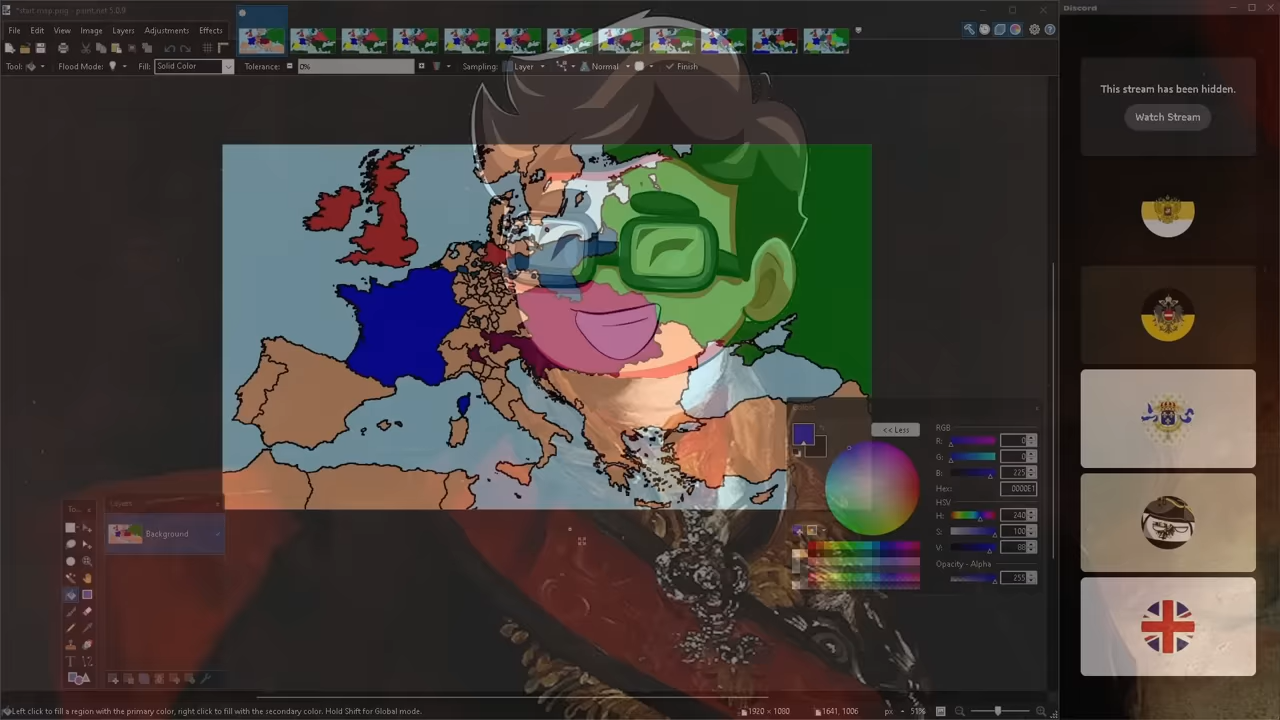 *start map.png - paint.net 5.0.9
Discord
File Edit View Image Layers Adjustments Effects
Tool: Flood Mode: Fill: Solid Color Tolerance: 0% Sampling: Layer Normal Finish
This stream has been hidden.
Watch Stream
<< Less
RGB
R: 0
G: 0
B: 225
Hex: 0000E1
HSV
H: 240
S: 100
V: 88
Opacity - Alpha
255
To...
Layers
Background
Left click to fill a region with the primary color, right click to fill with the secondary color. Hold Shift for Global mode.
1920 × 1080 1641, 1006 px 51%